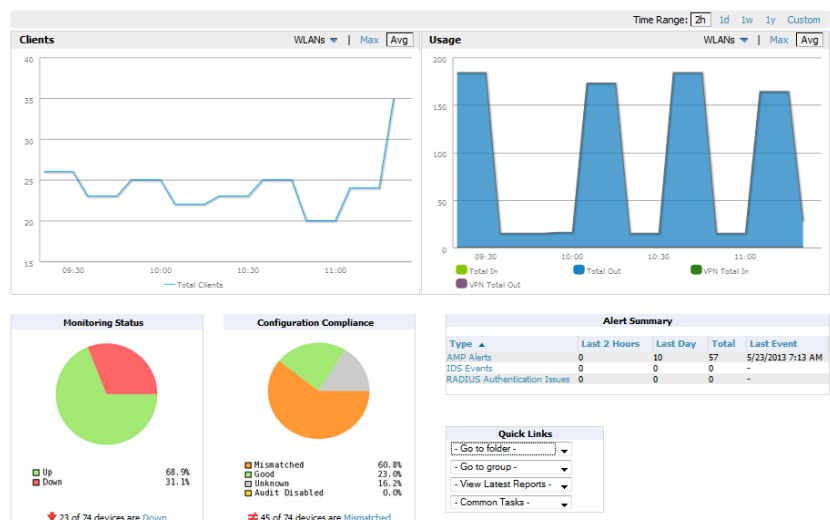 Time Range: 2h 1d 1w 1y Custom
Clients WLANs | Max Avg
40
35
30
25
20
15
09:30 10:00 10:30 11:00
Total Clients
Usage WLANs | Max Avg
200
150
100
50
0
09:30 10:00 10:30 11:00
Total In Total Out VPN Total In
VPN Total Out
Monitoring Status
Up 68.9%
Down 31.1%
23 of 74 devices are Down
Configuration Compliance
Mismatched 60.8%
Good 23.0%
Unknown 16.2%
Audit Disabled 0.0%
45 of 74 devices are Mismatched
Alert Summary
Type Last 2 Hours Last Day Total Last Event
AMP Alerts 0 10 57 5/23/2013 7:13 AM
IDS Events 0 0 0 -
RADIUS Authentication Issues 0 0 0 -
Quick Links
- Go to folder -
- Go to group -
- View Latest Reports -
- Common Tasks -